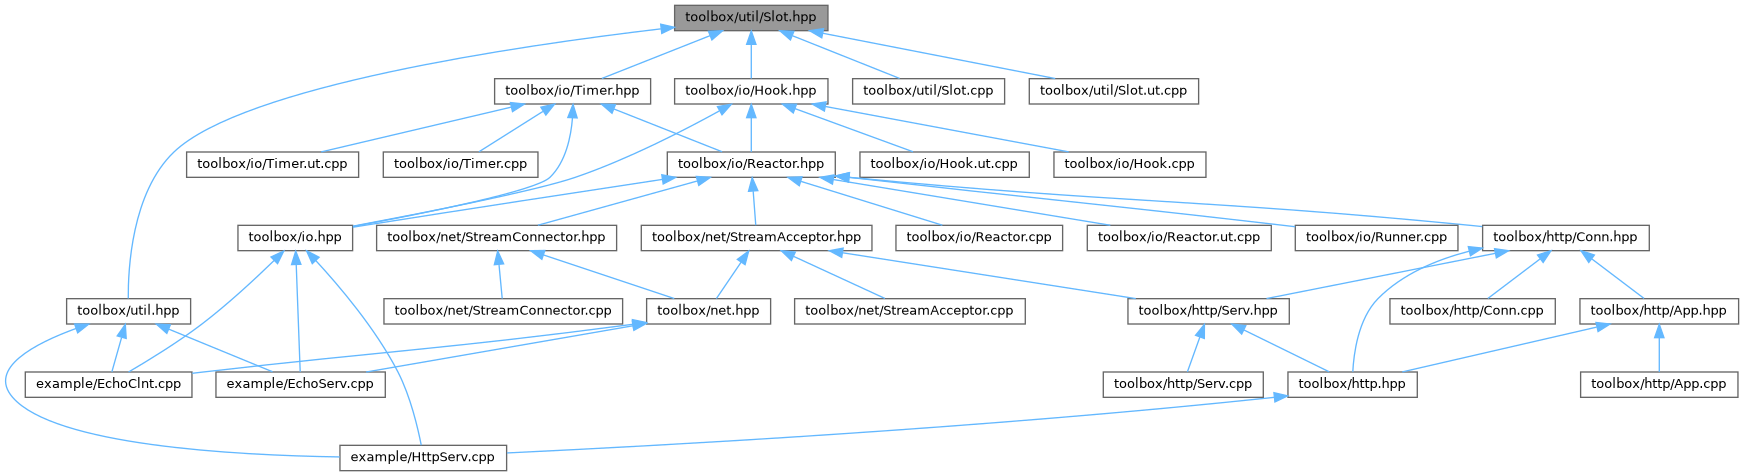 toolbox/util/Slot.hpp
toolbox/io/Timer.hpp
toolbox/io/Hook.hpp
toolbox/util/Slot.cpp
toolbox/util/Slot.ut.cpp
toolbox/io/Timer.ut.cpp
toolbox/io/Timer.cpp
toolbox/io/Reactor.hpp
toolbox/io/Hook.ut.cpp
toolbox/io/Hook.cpp
toolbox/io.hpp
toolbox/net/StreamConnector.hpp
toolbox/net/StreamAcceptor.hpp
toolbox/io/Reactor.cpp
toolbox/io/Reactor.ut.cpp
toolbox/io/Runner.cpp
toolbox/http/Conn.hpp
toolbox/util.hpp
toolbox/net/StreamConnector.cpp
toolbox/net.hpp
toolbox/net/StreamAcceptor.cpp
toolbox/http/Serv.hpp
toolbox/http/Conn.cpp
toolbox/http/App.hpp
example/EchoClnt.cpp
example/EchoServ.cpp
toolbox/http/Serv.cpp
toolbox/http.hpp
toolbox/http/App.cpp
example/HttpServ.cpp